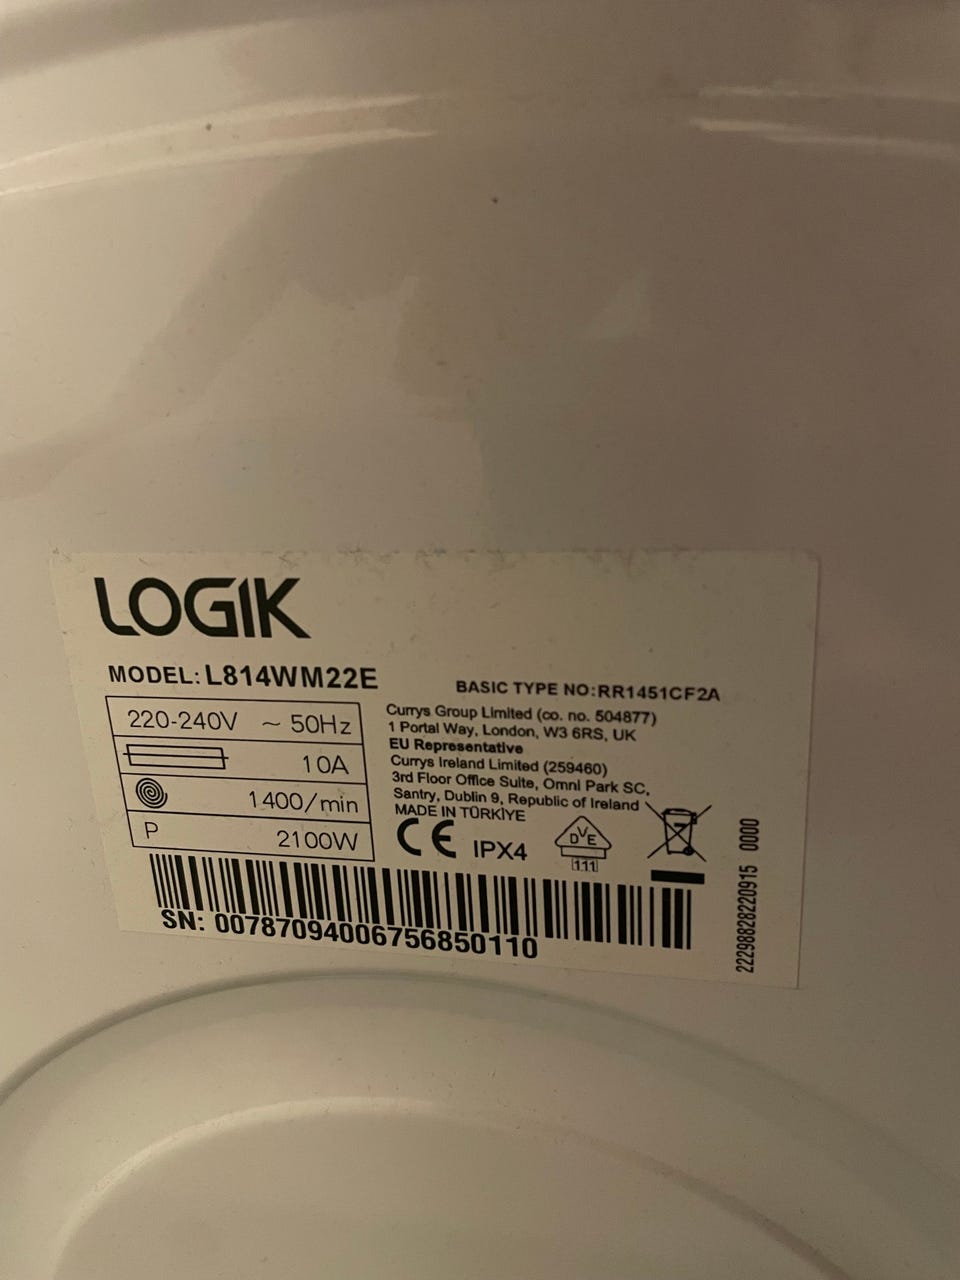 LOGIK
MODEL: L814WM22E
BASIC TYPE NO:RR1451CF2A
220-240V ~ 50Hz
10A
1400/min
P 2100W
Currys Group Limited (co. no. 504877)
1 Portal Way, London, W3 6RS, UK
EU Representative
Currys Ireland Limited (259460)
3rd Floor Office Suite, Omni Park SC,
Santry, Dublin 9, Republic of Ireland
MADE IN TÜRKİYE
CE IPX4
DVE
111
SN: 00787094006756850110
22298828220915 0000